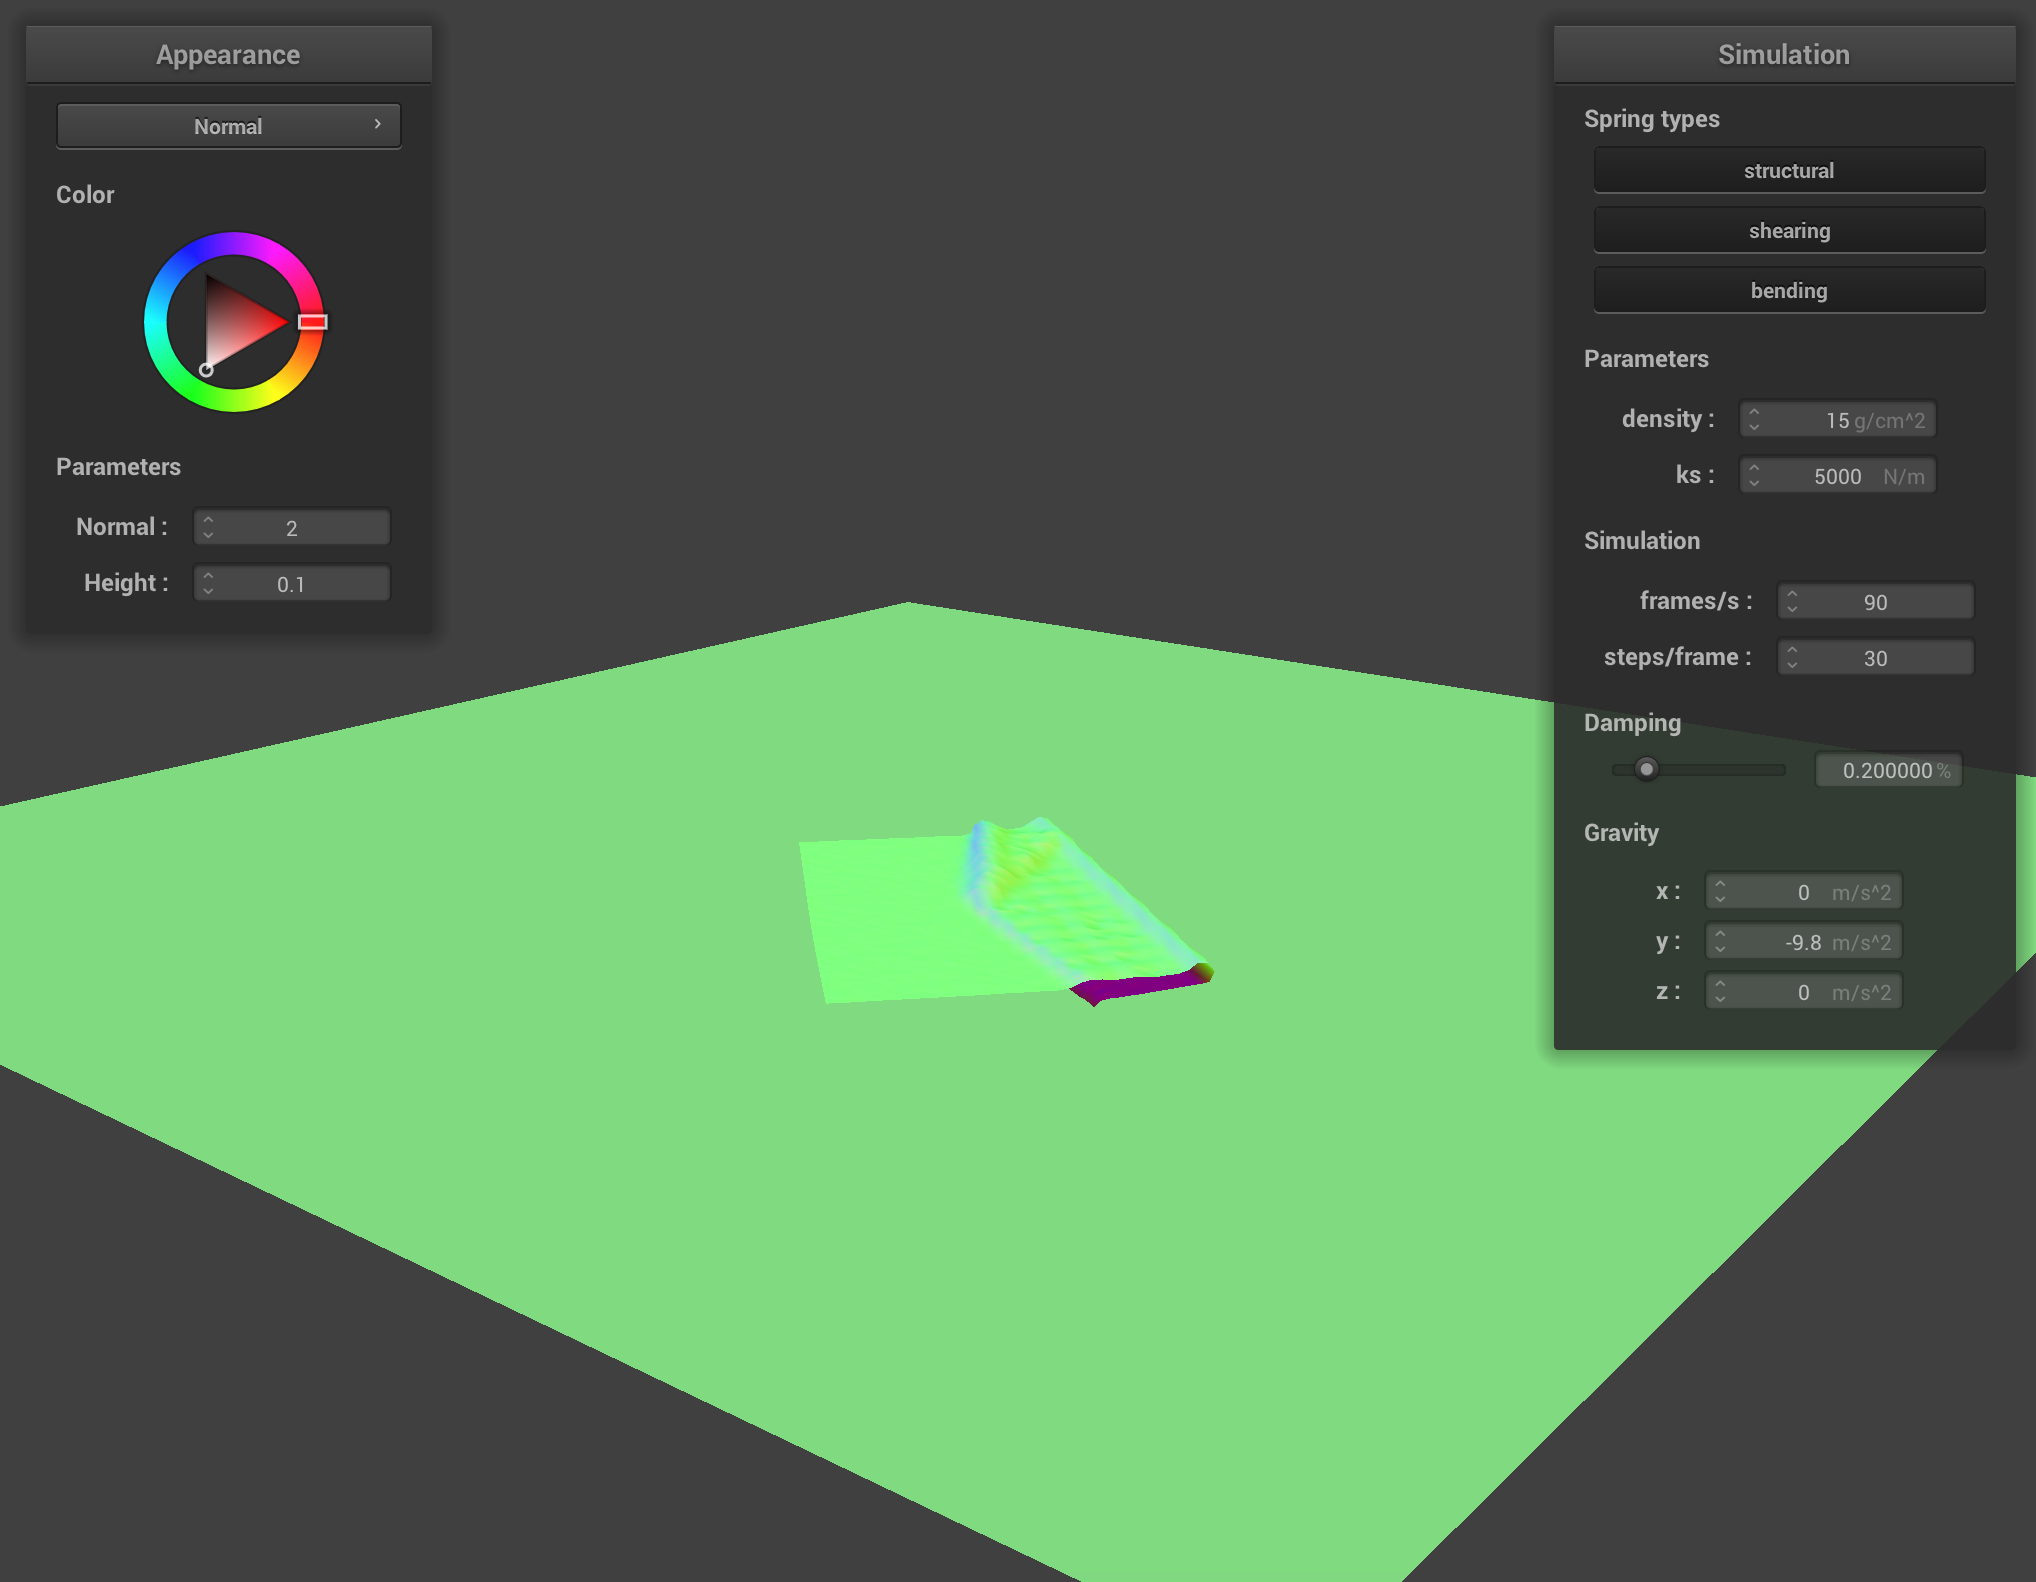 Appearance
Normal
Color
Parameters
Normal : 2
Height : 0.1
Simulation
Spring types
structural
shearing
bending
Parameters
density : 15 g/cm^2
ks : 5000 N/m
Simulation
frames/s : 90
steps/frame : 30
Damping
0.200000 %
Gravity
x : 0 m/s^2
y : -9.8 m/s^2
z : 0 m/s^2